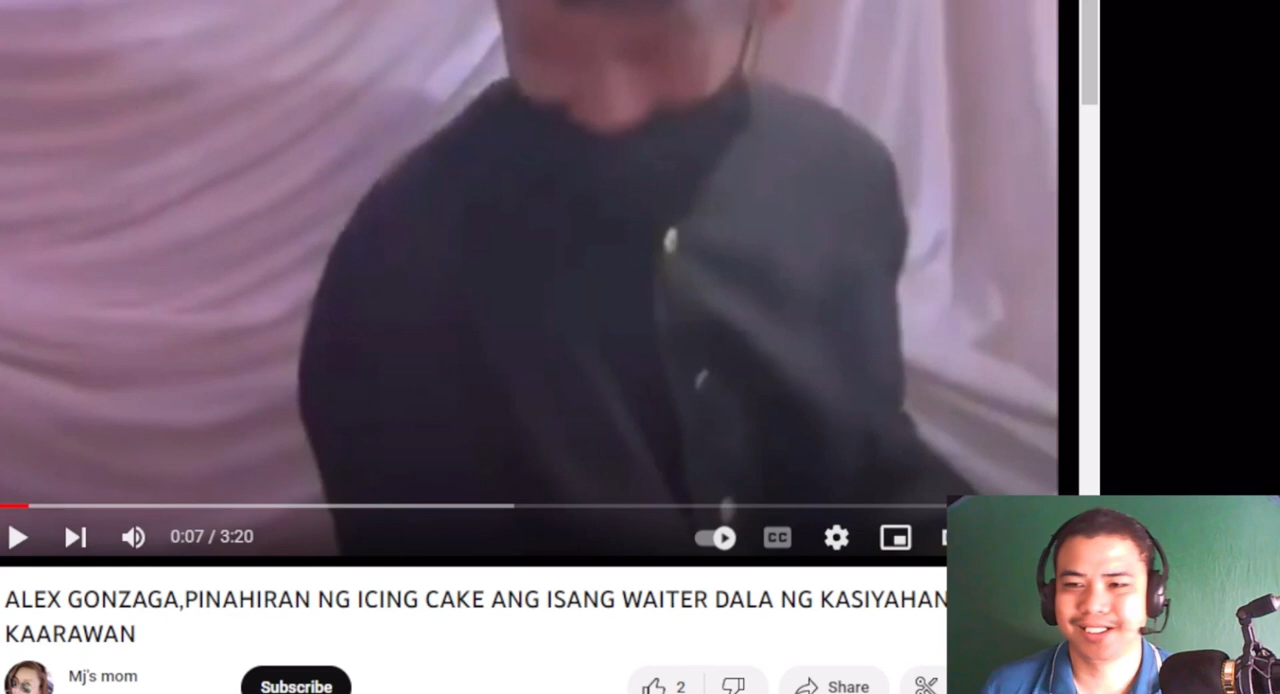 0:07 / 3:20
CC
ALEX GONZAGA,PINAHIRAN NG ICING CAKE ANG ISANG WAITER DALA NG KASIYAHAN
KAARAWAN
Mj's mom
Subscribe
2
Share